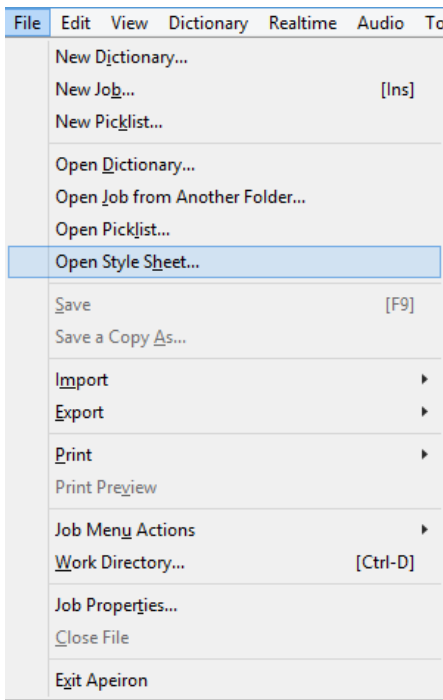 File Edit View Dictionary Realtime Audio To
New Dictionary...
New Job... [Ins]
New Picklist...
Open Dictionary...
Open Job from Another Folder...
Open Picklist...
Open Style Sheet...
Save [F9]
Save a Copy As...
Import
Export
Print
Print Preview
Job Menu Actions
Work Directory... [Ctrl-D]
Job Properties...
Close File
Exit Apeiron